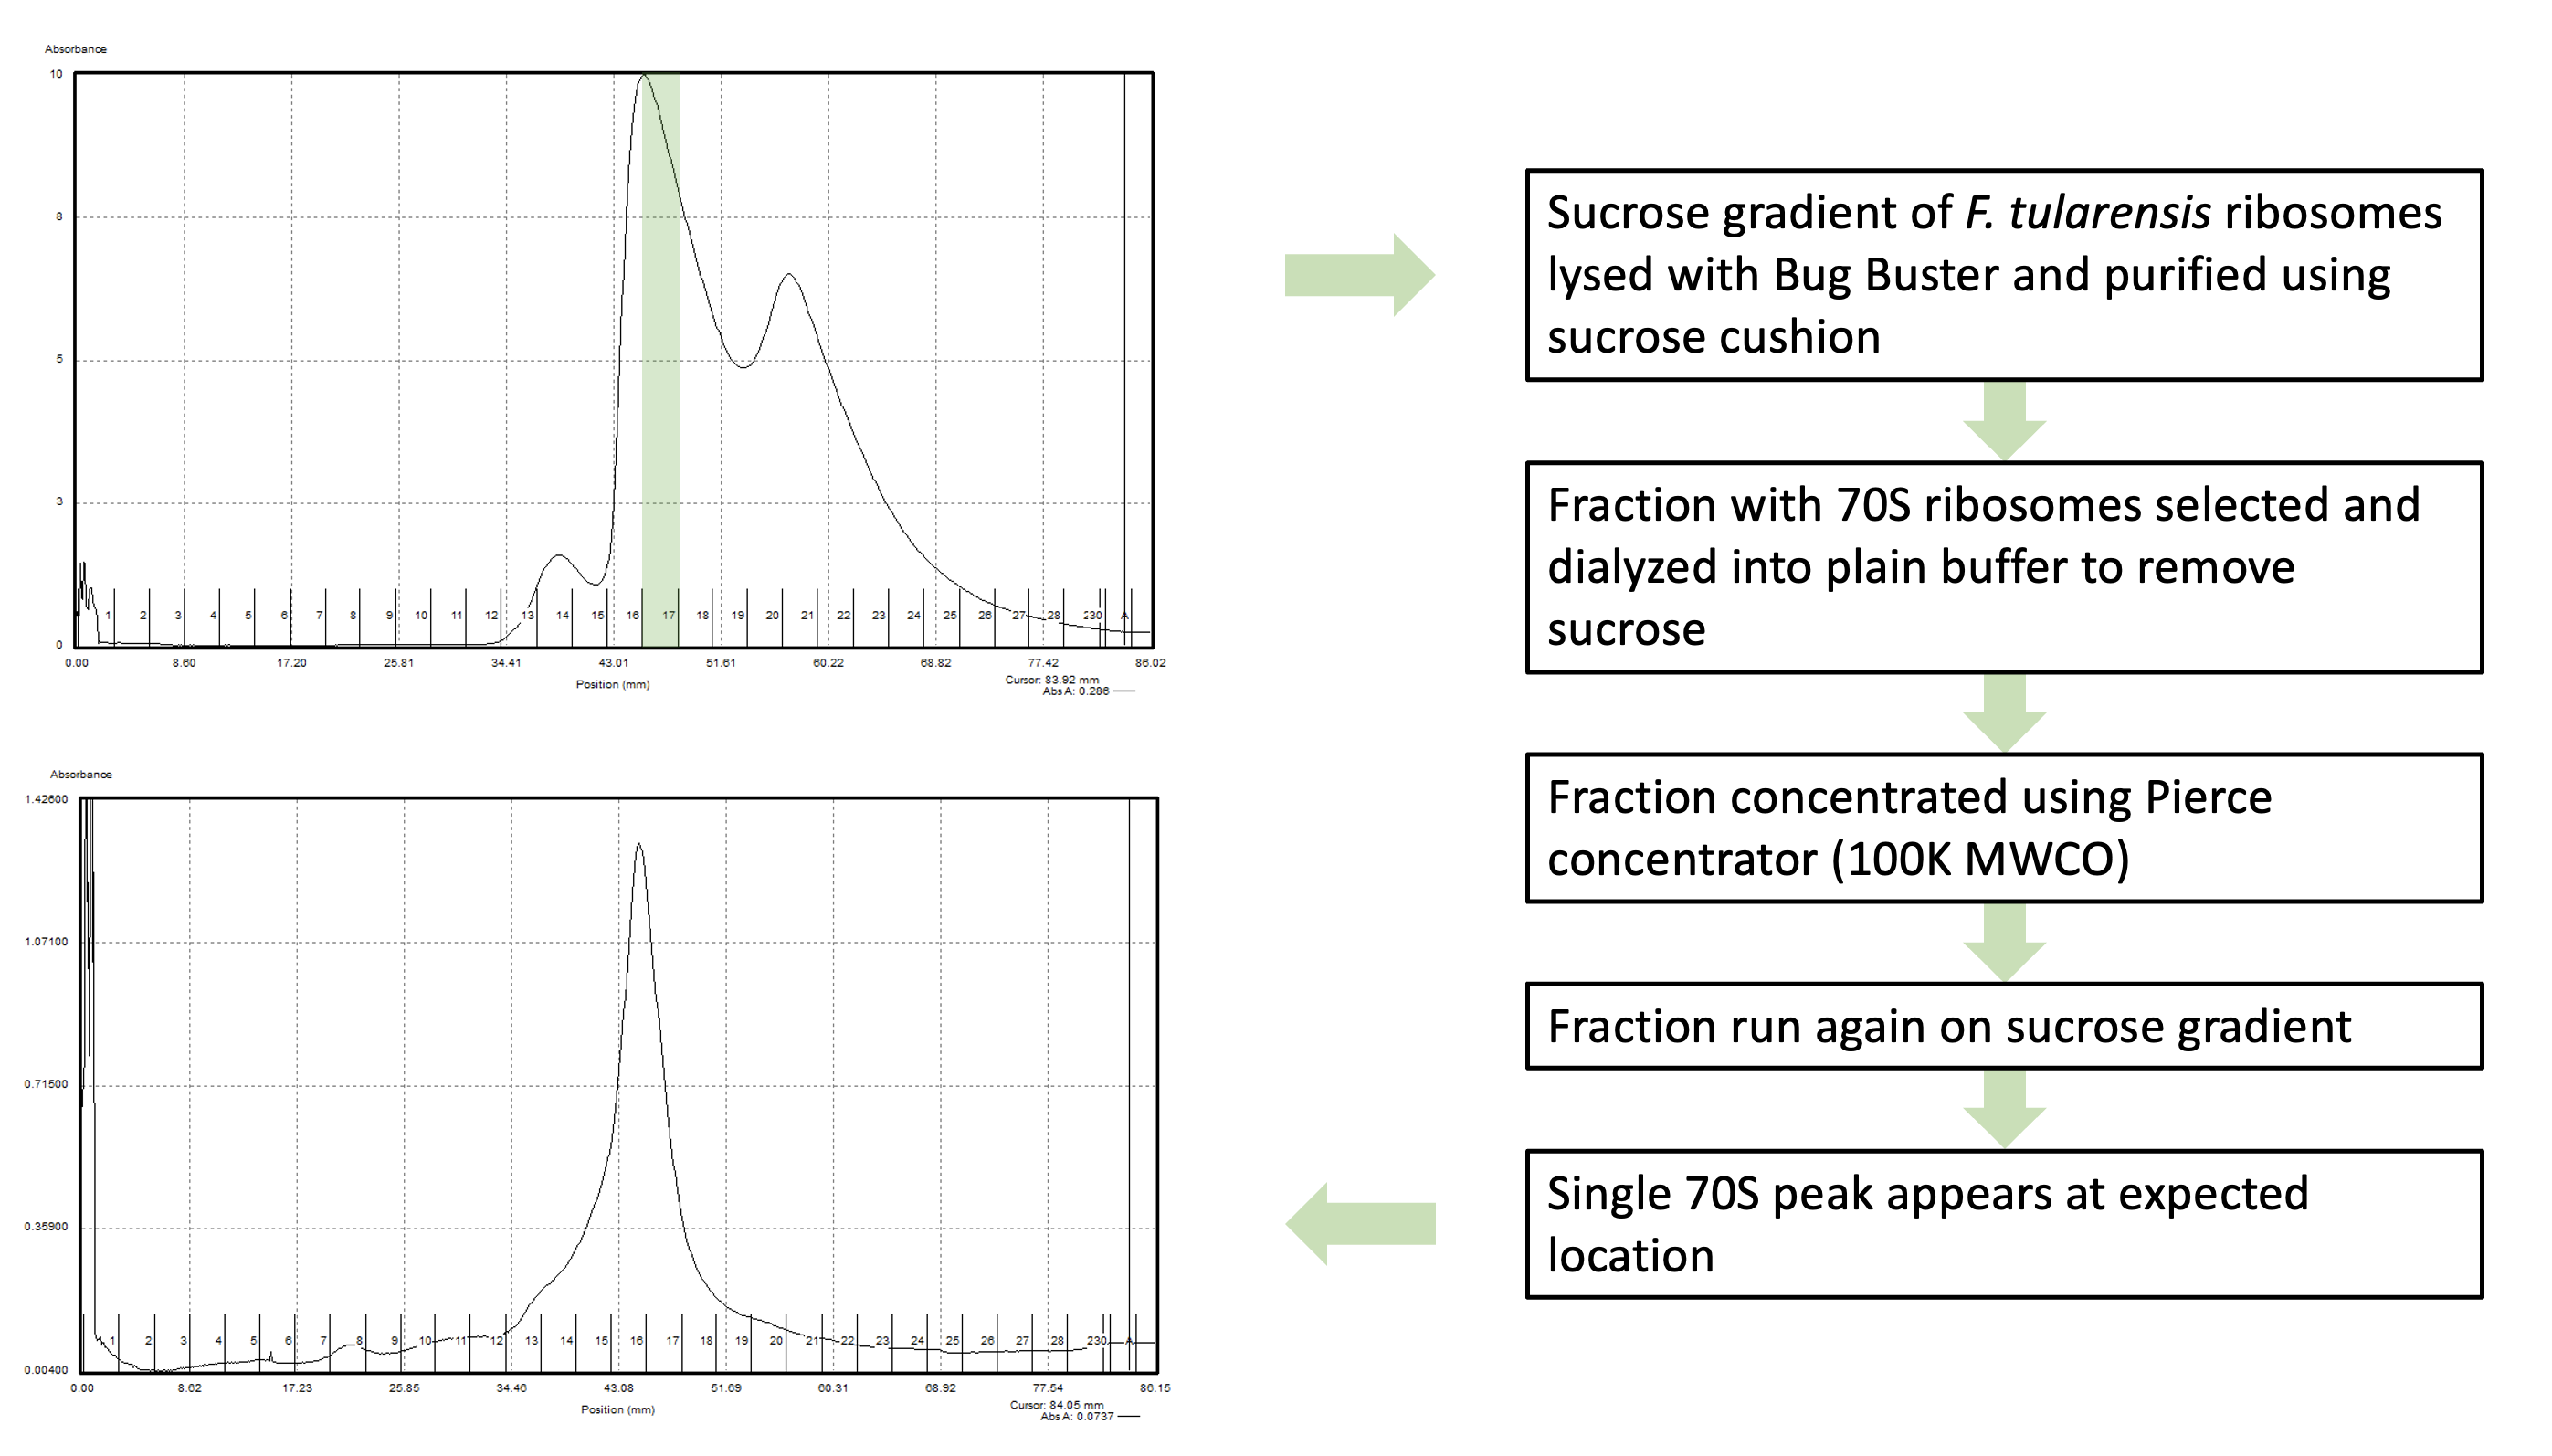 Absorbance
10
8
5
3
0
1 2 3 4 5 6 7 8 9 10 11 12 13 14 15 16 17 18 19 20 21 22 23 24 25 26 27 28 230 A
0.00 8.60 17.20 25.81 34.41 43.01 51.61 60.22 68.82 77.42 86.02
Position (mm)
Cursor: 83.92 mm
Abs A: 0.286
Sucrose gradient of F. tularensis ribosomes
lysed with Bug Buster and purified using
sucrose cushion
Fraction with 70S ribosomes selected and
dialyzed into plain buffer to remove
sucrose
Fraction concentrated using Pierce
concentrator (100K MWCO)
Fraction run again on sucrose gradient
Single 70S peak appears at expected
location
Absorbance
1.42600
1.07100
0.71500
0.35900
0.00400
1 2 3 4 5 6 7 8 9 10 11 12 13 14 15 16 17 18 19 20 21 22 23 24 25 26 27 28 230 A
0.00 8.62 17.23 25.85 34.46 43.08 51.69 60.31 68.92 77.54 86.15
Position (mm)
Cursor: 84.05 mm
Abs A: 0.0737